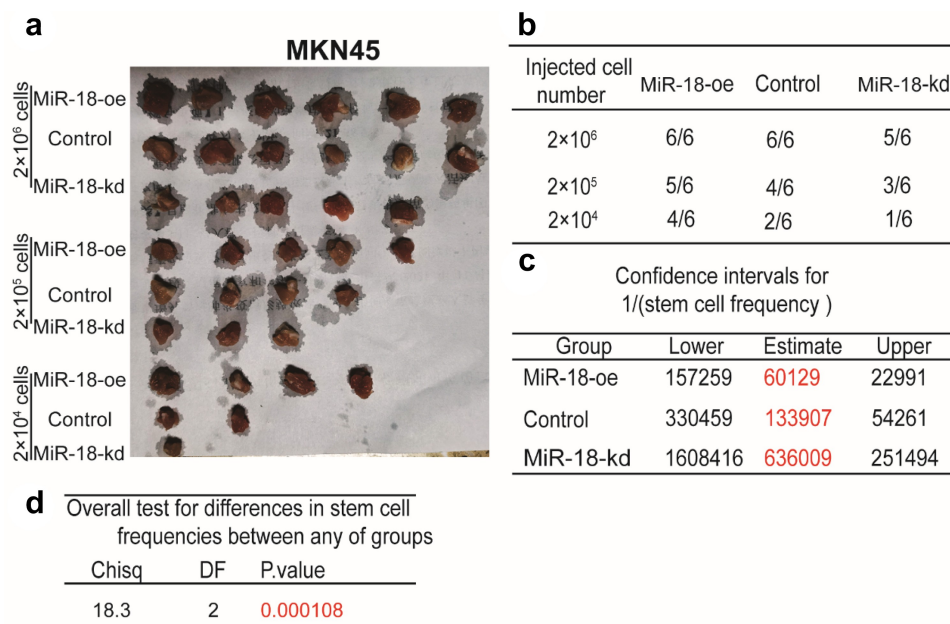 a
MKN45
2×10⁶ cells
MiR-18-oe
Control
MiR-18-kd
2×10⁵ cells
MiR-18-oe
Control
MiR-18-kd
2×10⁴ cells
MiR-18-oe
Control
MiR-18-kd
b
Injected cell number MiR-18-oe Control MiR-18-kd
2×10⁶ 6/6 6/6 5/6
2×10⁵ 5/6 4/6 3/6
2×10⁴ 4/6 2/6 1/6
c
Confidence intervals for
1/(stem cell frequency )
Group Lower Estimate Upper
MiR-18-oe 157259 60129 22991
Control 330459 133907 54261
MiR-18-kd 1608416 636009 251494
d
Overall test for differences in stem cell
frequencies between any of groups
Chisq DF P.value
18.3 2 0.000108